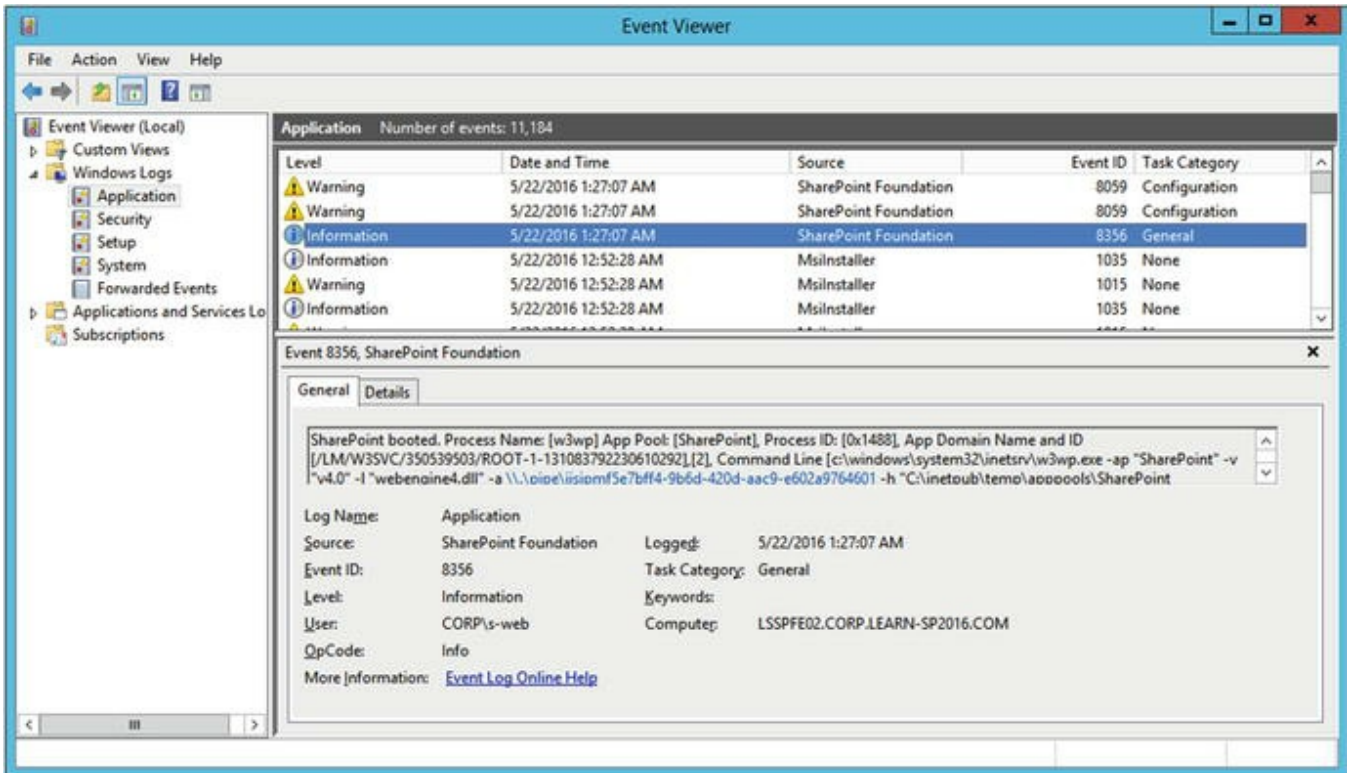 Event Viewer
File Action View Help
Event Viewer (Local)
Custom Views
Windows Logs
Application
Security
Setup
System
Forwarded Events
Applications and Services Lo
Subscriptions
Application Number of events: 11,184
Level Date and Time Source Event ID Task Category
Warning 5/22/2016 1:27:07 AM SharePoint Foundation 8059 Configuration
Warning 5/22/2016 1:27:07 AM SharePoint Foundation 8059 Configuration
Information 5/22/2016 1:27:07 AM SharePoint Foundation 8356 General
Information 5/22/2016 12:52:28 AM MsiInstaller 1035 None
Warning 5/22/2016 12:52:28 AM MsiInstaller 1015 None
Information 5/22/2016 12:52:28 AM MsiInstaller 1035 None
Event 8356, SharePoint Foundation
General Details
SharePoint booted. Process Name: [w3wp] App Pool: [SharePoint], Process ID: [0x1488], App Domain Name and ID
[/LM/W3SVC/350539503/ROOT-1-131083792230610292],[2], Command Line [c:\windows\system32\inetsrv\w3wp.exe -ap "SharePoint" -v
"v4.0" -l "webengine4.dll" -a \\.\pipe\iisipmf5e7bff4-9b6d-420d-aac9-e602a9764601 -h "C:\inetpub\temp\apppools\SharePoint
Log Name: Application
Source: SharePoint Foundation Logged: 5/22/2016 1:27:07 AM
Event ID: 8356 Task Category: General
Level: Information Keywords:
User: CORP\s-web Computer: LSSPFE02.CORP.LEARN-SP2016.COM
OpCode: Info
More Information: Event Log Online Help